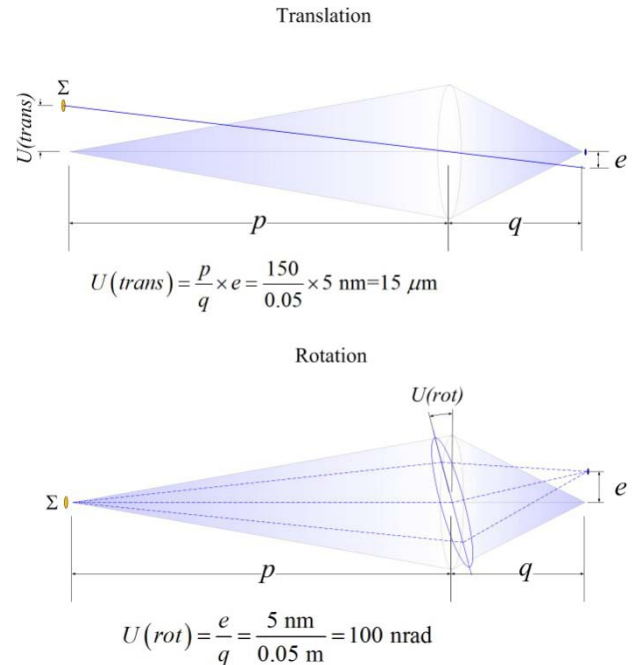 Translation
Σ
U(trans)
e
p
q
U(trans) = p/q × e = 150/0.05 × 5 nm=15 μm
Rotation
U(rot)
Σ
e
p
q
U(rot) = e/q = 5 nm/0.05 m = 100 nrad